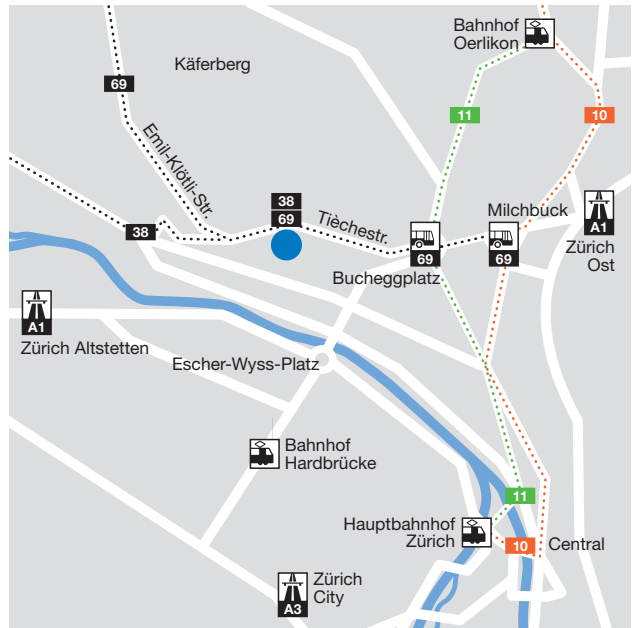 Bahnhof
Oerlikon
Käferberg
69
11
10
Emil-Klötli-Str.
38
69
Tièchestr.
Milchbuck
38
A1
Zürich
Ost
69
69
Bucheggplatz
A1
Zürich Altstetten
Escher-Wyss-Platz
Bahnhof
Hardbrücke
11
Hauptbahnhof
Zürich
10
Central
Zürich
City
A3